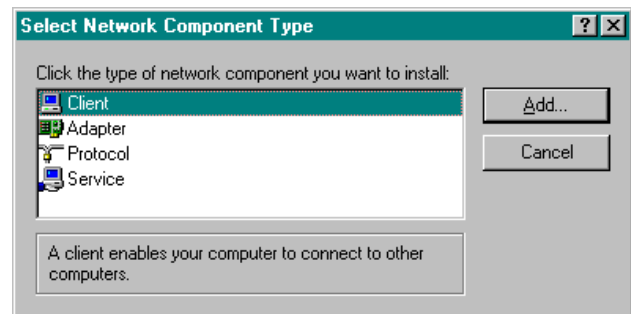 Select Network Component Type
Click the type of network component you want to install:
Client
Adapter
Protocol
Service
Add...
Cancel
A client enables your computer to connect to other
computers.